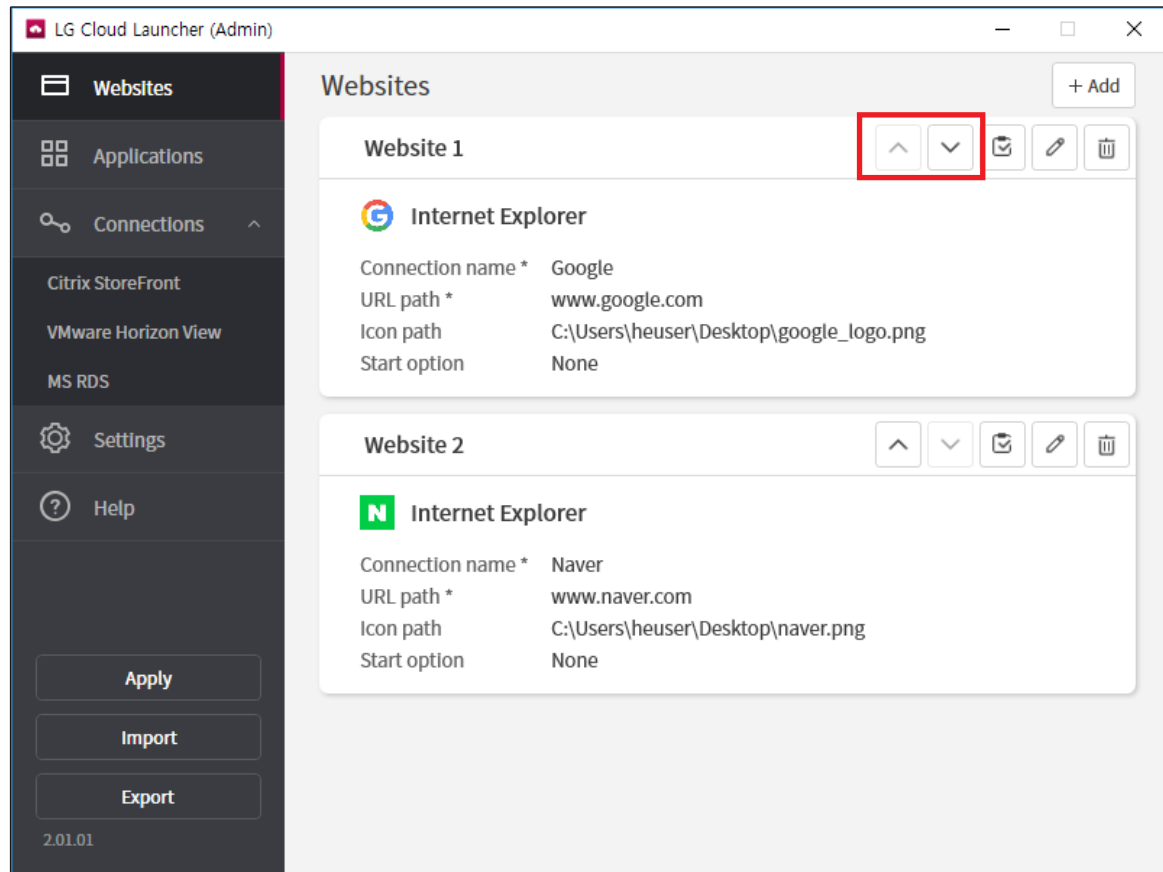 LG Cloud Launcher (Admin)
Websites
Applications
Connections
Citrix StoreFront
VMware Horizon View
MS RDS
Settings
? Help
Apply
Import
Export
2.01.01
Websites
+ Add
Website 1
G Internet Explorer
Connection name * Google
URL path * www.google.com
Icon path C:\Users\heuser\Desktop\google_logo.png
Start option None
Website 2
N Internet Explorer
Connection name * Naver
URL path * www.naver.com
Icon path C:\Users\heuser\Desktop\naver.png
Start option None